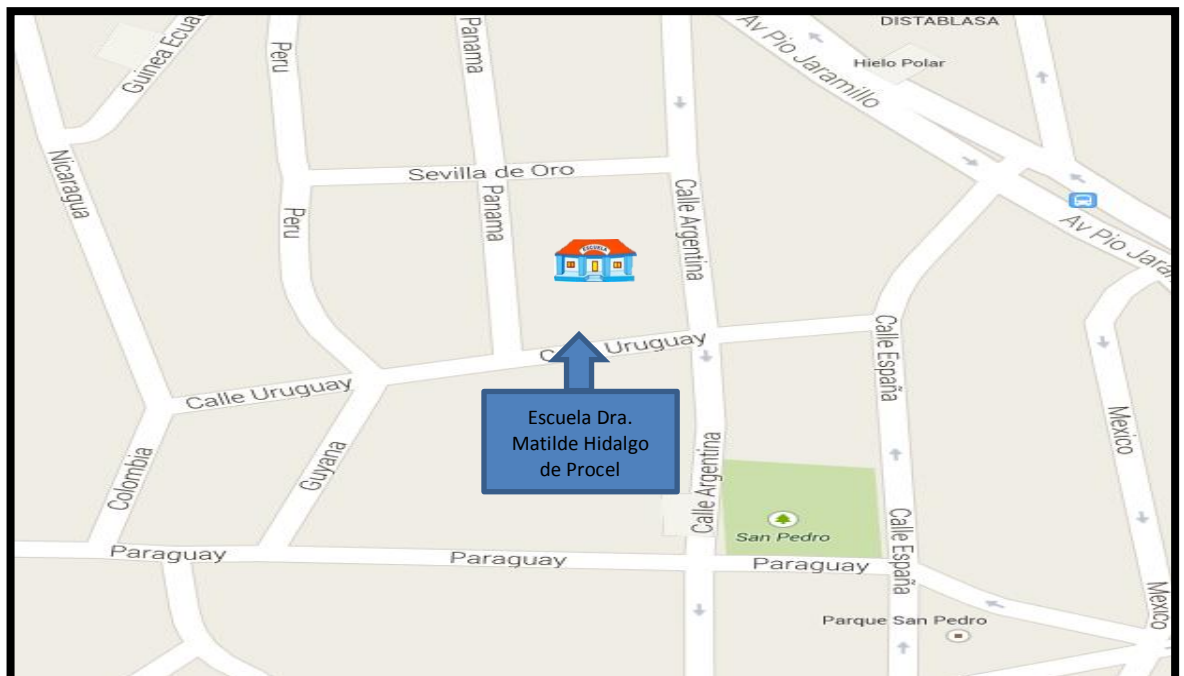 DISTABLASA
Guinea Ecua
Peru
Panama
Av Pio Jaramillo
Hielo Polar
Nicaragua
Sevilla de Oro
Peru
Panama
Calle Argentina
Av Pio Jara
ESCUELA
Calle Uruguay
Calle España
Calle Uruguay
Escuela Dra.
Matilde Hidalgo
de Procel
Mexico
Colombia
Guyana
Calle Argentina
San Pedro
Calle España
Paraguay
Paraguay
Paraguay
Mexico
Parque San Pedro